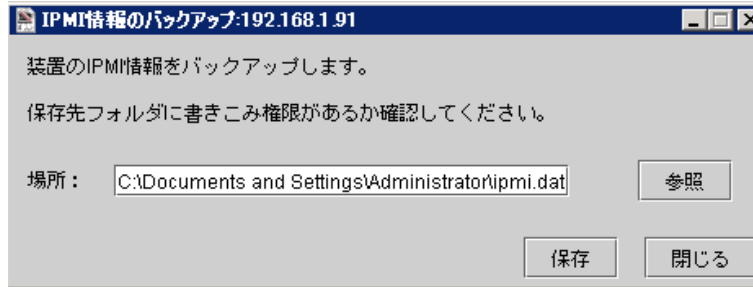 IPMI情報のバックアップ:192.168.1.91
装置のIPMI情報をバックアップします。
保存先フォルダに書きこみ権限があるか確認してください。
場所： C:\Documents and Settings\Administrator\ipmi.dat 参照
保存 閉じる